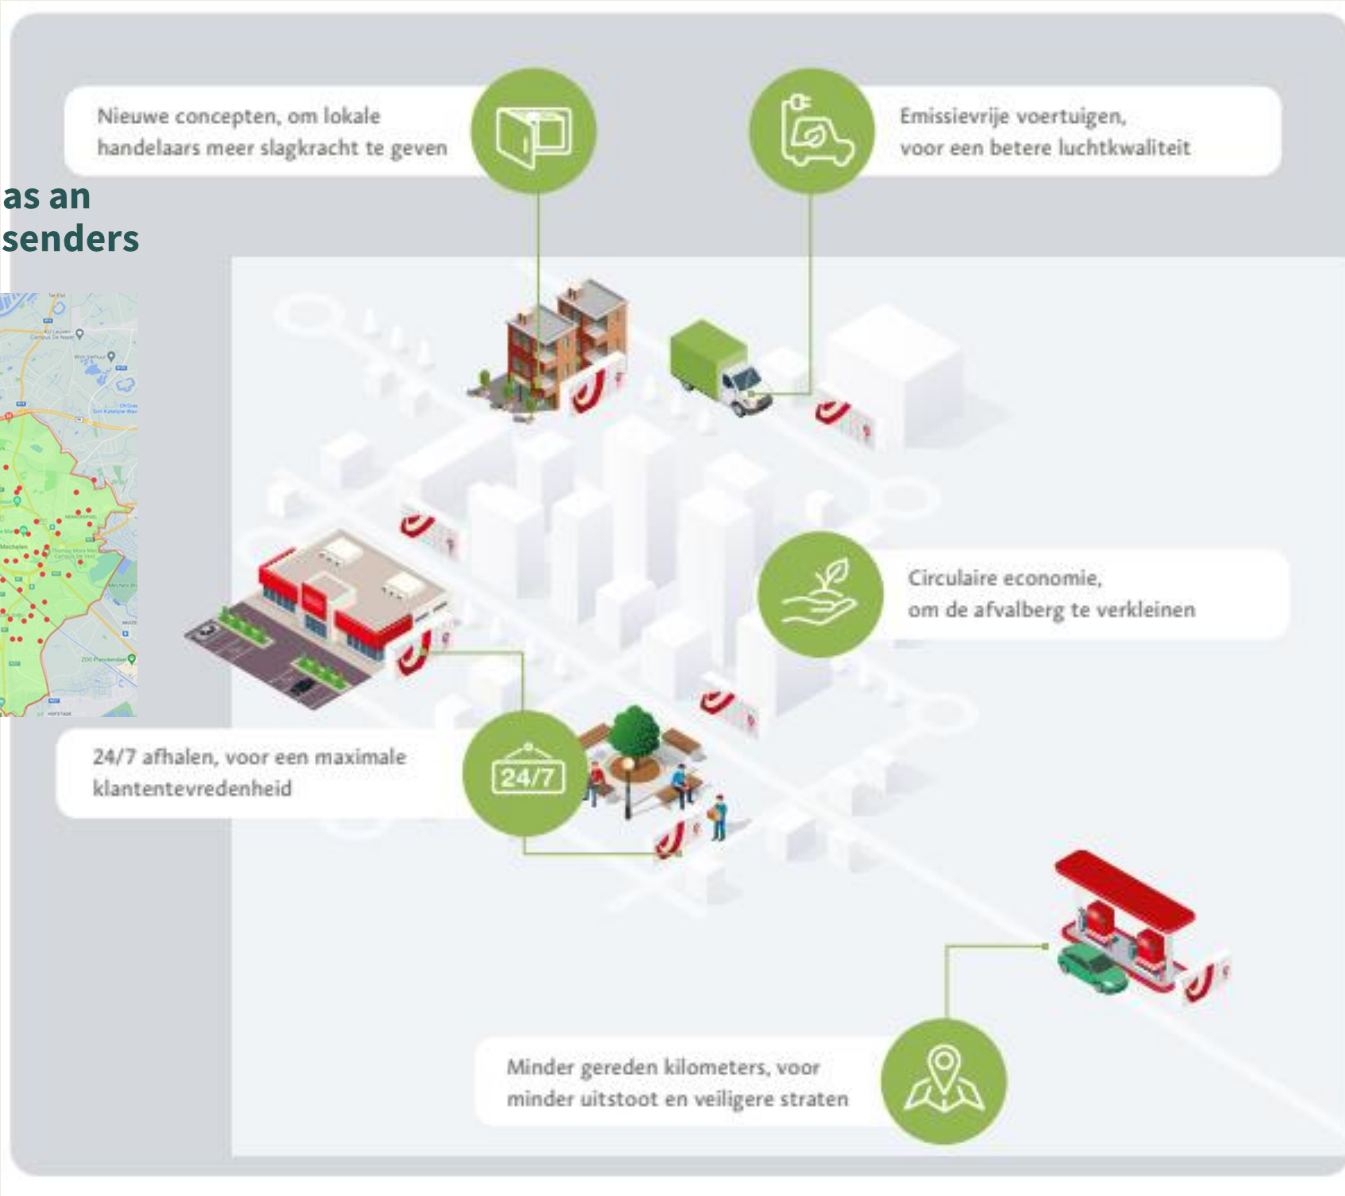 Nieuwe concepten, om lokale
handelaars meer slagkracht te geven
Emissievrije voertuigen,
voor een betere luchtkwaliteit
as an
senders
Mechelen
Circulaire economie,
om de afvalberg te verkleinen
24/7 afhalen, voor een maximale
klantentevredenheid
24/7
Minder gereden kilometers, voor
minder uitstoot en veiligere straten